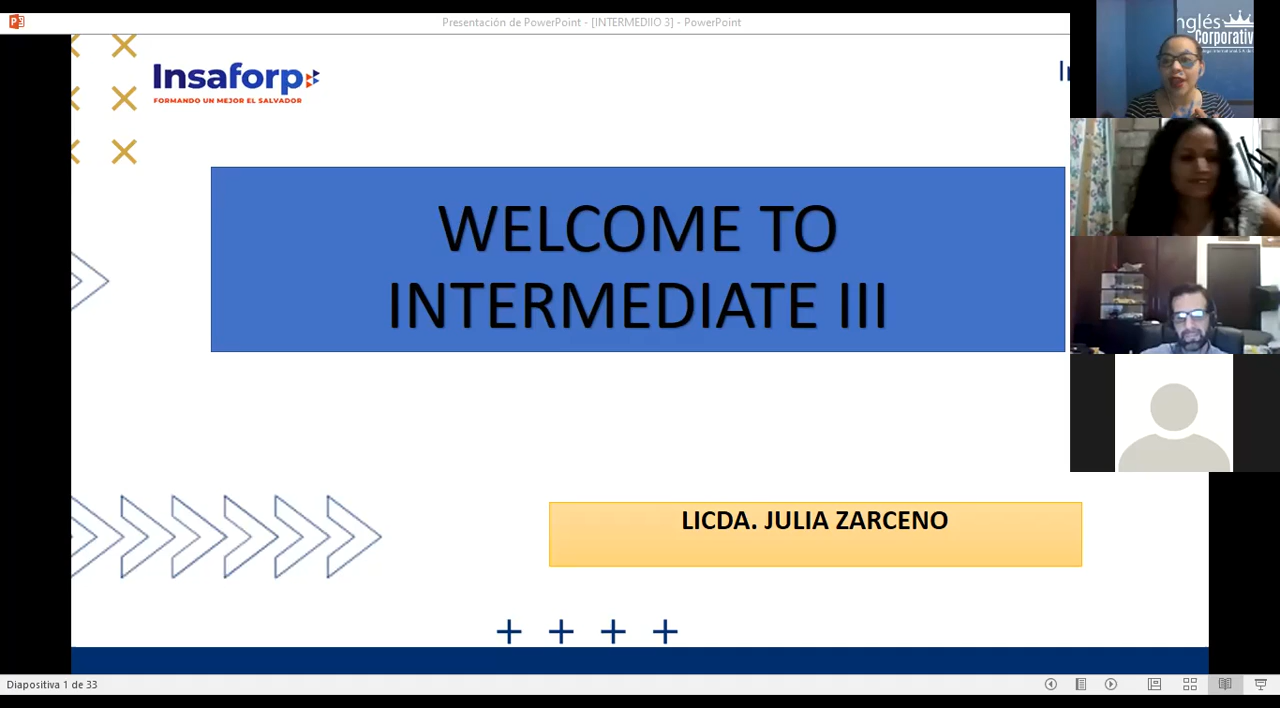 Presentación de PowerPoint - [INTERMEDIIO 3] - PowerPoint
Insaforp
FORMANDO UN MEJOR EL SALVADOR
WELCOME TO
INTERMEDIATE III
LICDA. JULIA ZARCENO
Diapositiva 1 de 33